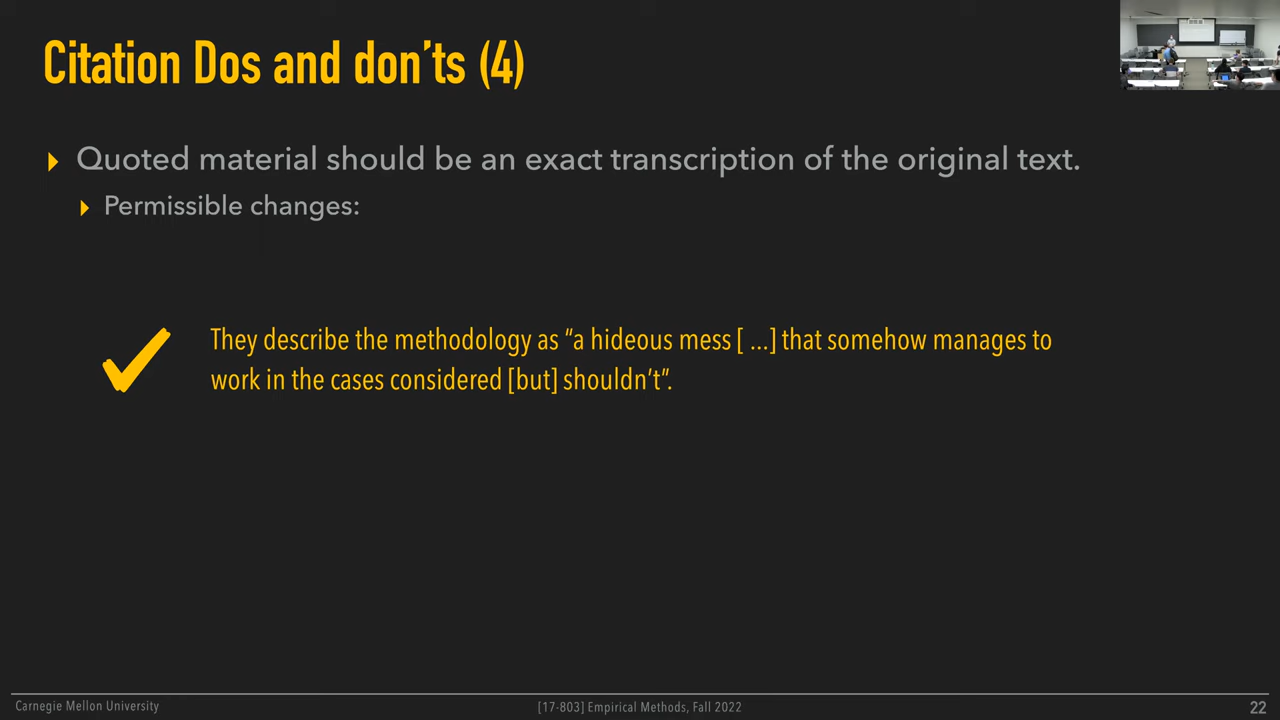 Citation Dos and don’ts (4)
Quoted material should be an exact transcription of the original text.
Permissible changes:
They describe the methodology as “a hideous mess [ …] that somehow manages to
work in the cases considered [but] shouldn’t”.
Carnegie Mellon University
[17-803] Empirical Methods, Fall 2022
22